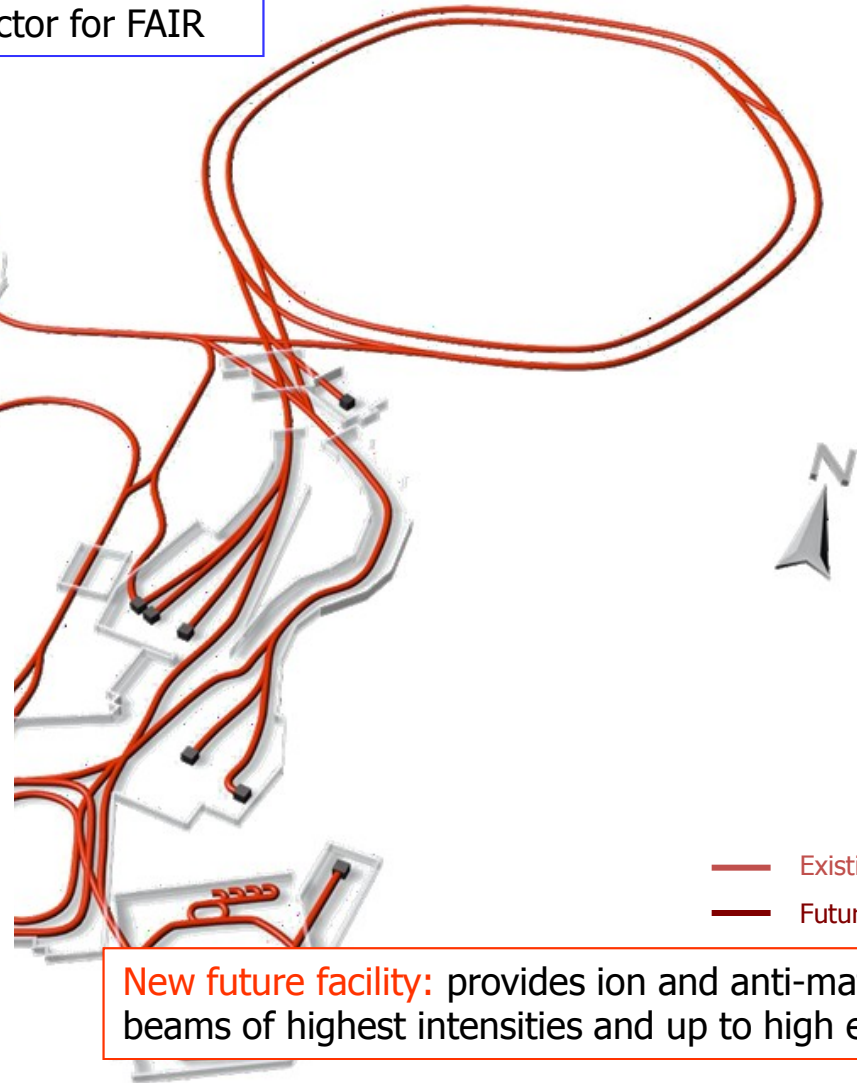 ctor for FAIR
N
Existi
Futur
New future facility: provides ion and anti-ma
beams of highest intensities and up to high e